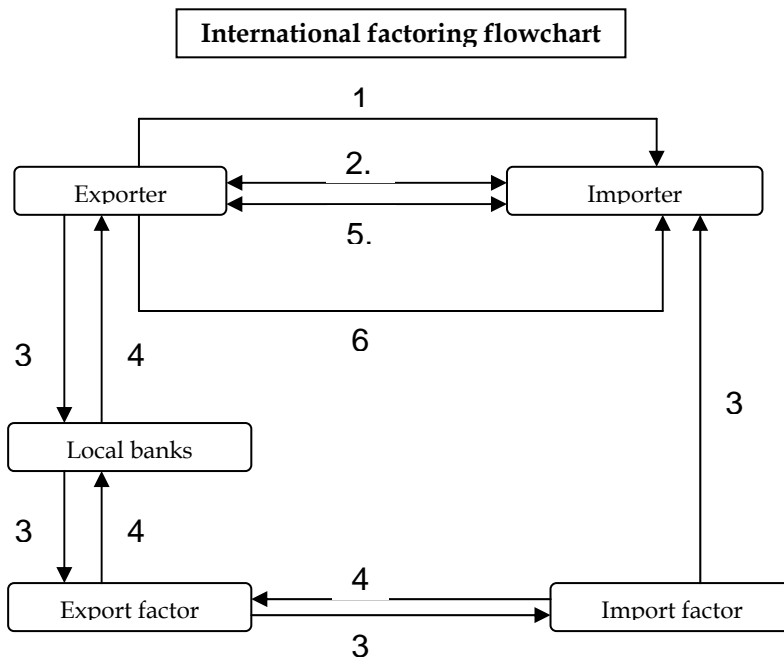 International factoring flowchart
1
2.
Exporter
Importer
5.
6
3
4
3
Local banks
3
4
4
Export factor
Import factor
3